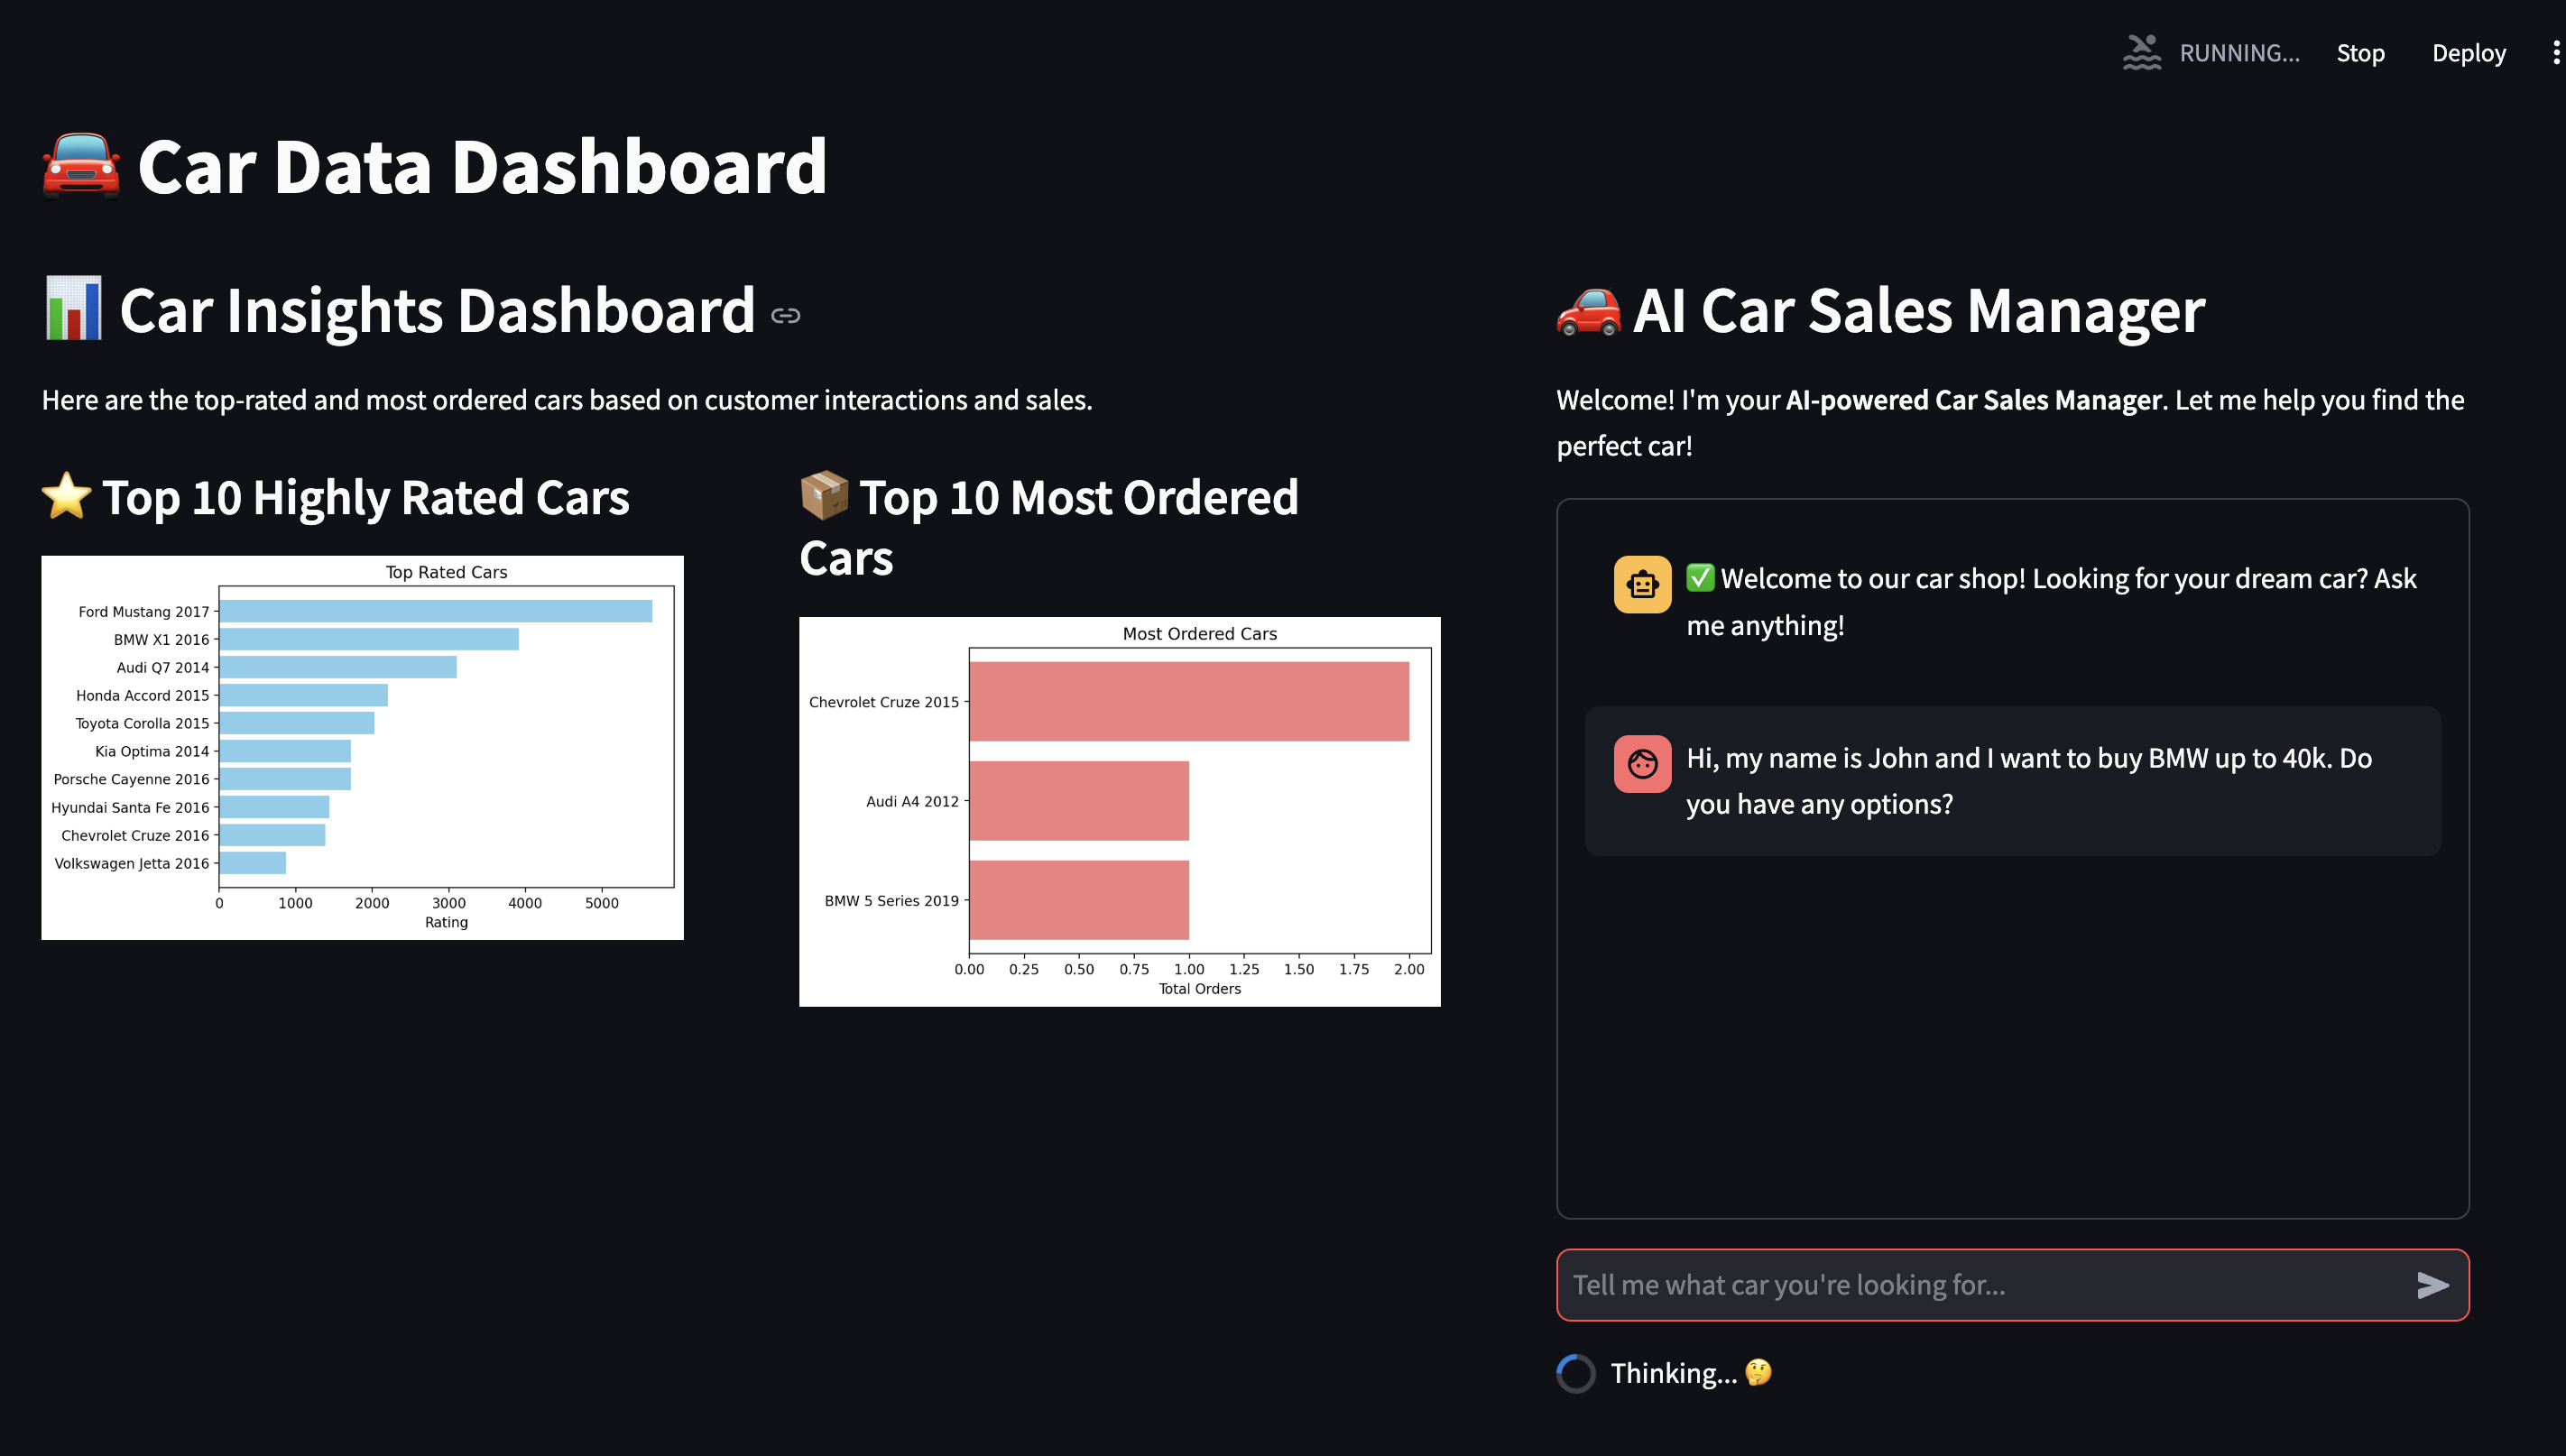 RUNNING...
Stop
Deploy
🚘 Car Data Dashboard
📊 Car Insights Dashboard
Here are the top-rated and most ordered cars based on customer interactions and sales.
⭐ Top 10 Highly Rated Cars
Top Rated Cars
Ford Mustang 2017
BMW X1 2016
Audi Q7 2014
Honda Accord 2015
Toyota Corolla 2015
Kia Optima 2014
Porsche Cayenne 2016
Hyundai Santa Fe 2016
Chevrolet Cruze 2016
Volkswagen Jetta 2016
0 1000 2000 3000 4000 5000
Rating
📦 Top 10 Most Ordered
Cars
Most Ordered Cars
Chevrolet Cruze 2015
Audi A4 2012
BMW 5 Series 2019
0.00 0.25 0.50 0.75 1.00 1.25 1.50 1.75 2.00
Total Orders
🚗 AI Car Sales Manager
Welcome! I'm your AI-powered Car Sales Manager. Let me help you find the
perfect car!
✅ Welcome to our car shop! Looking for your dream car? Ask
me anything!
Hi, my name is John and I want to buy BMW up to 40k. Do
you have any options?
Tell me what car you're looking for...
Thinking... 🤔